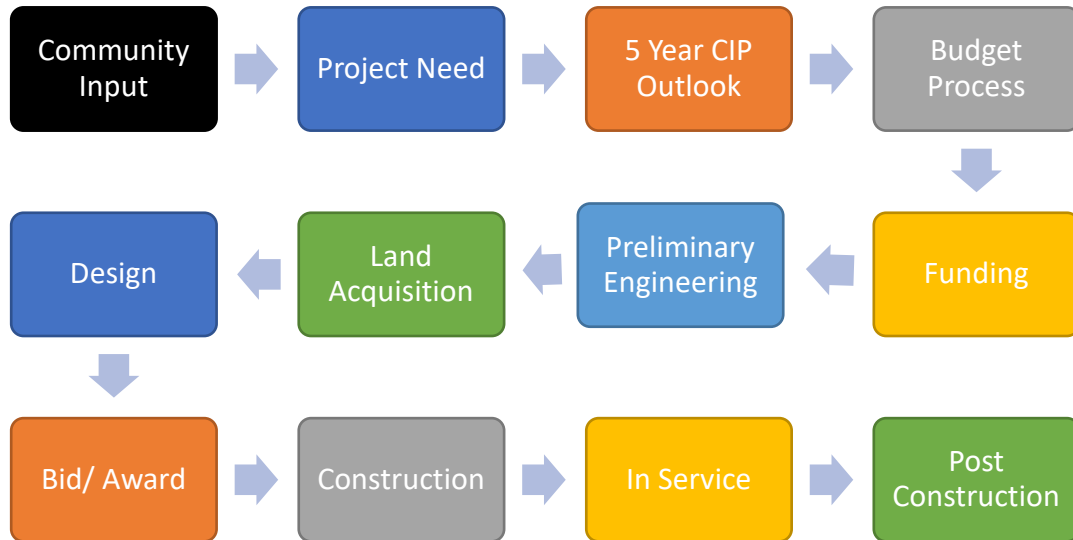 Community
Input
Project Need
5 Year CIP
Outlook
Budget
Process
Funding
Preliminary
Engineering
Land
Acquisition
Design
Bid/ Award
Construction
In Service
Post
Construction